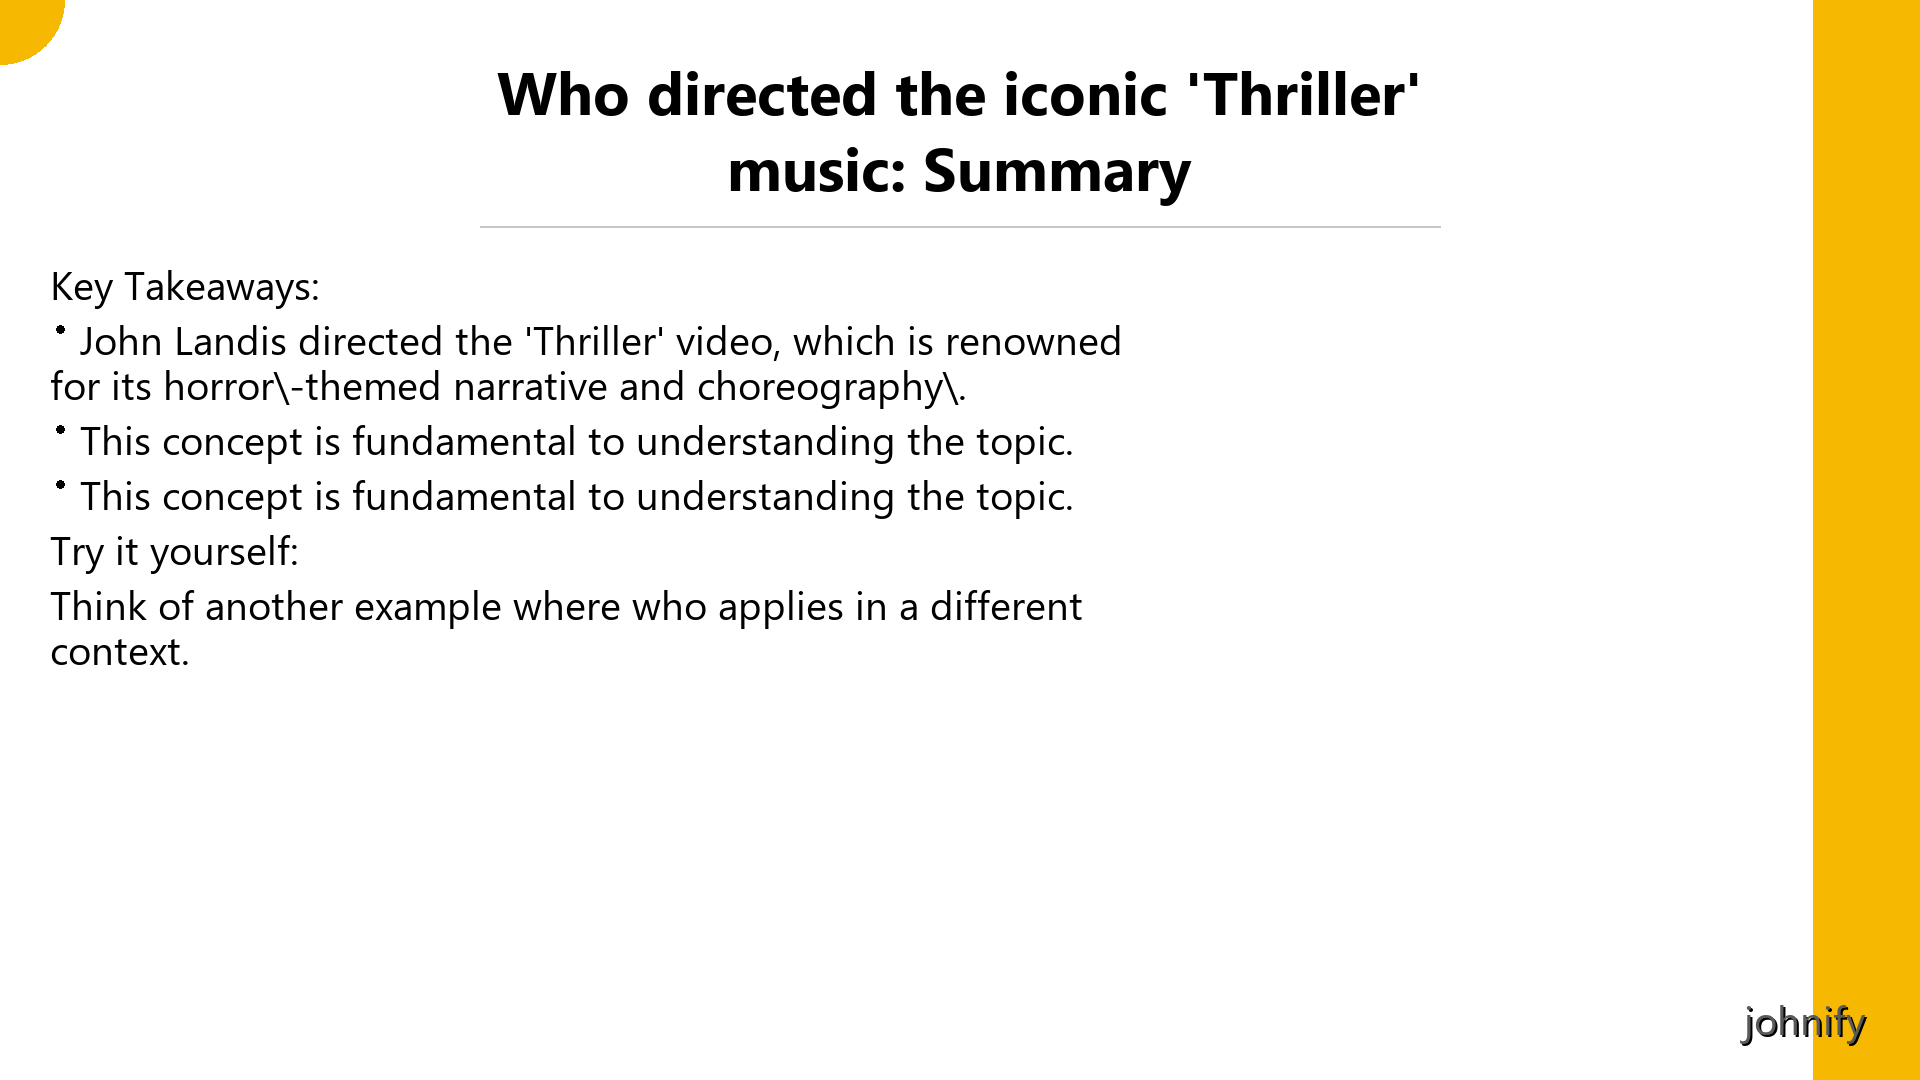 Who directed the iconic 'Thriller'
music: Summary
Key Takeaways:
• John Landis directed the 'Thriller' video, which is renowned
for its horror\-themed narrative and choreography\.
• This concept is fundamental to understanding the topic.
• This concept is fundamental to understanding the topic.
Try it yourself:
Think of another example where who applies in a different
context.
johnify